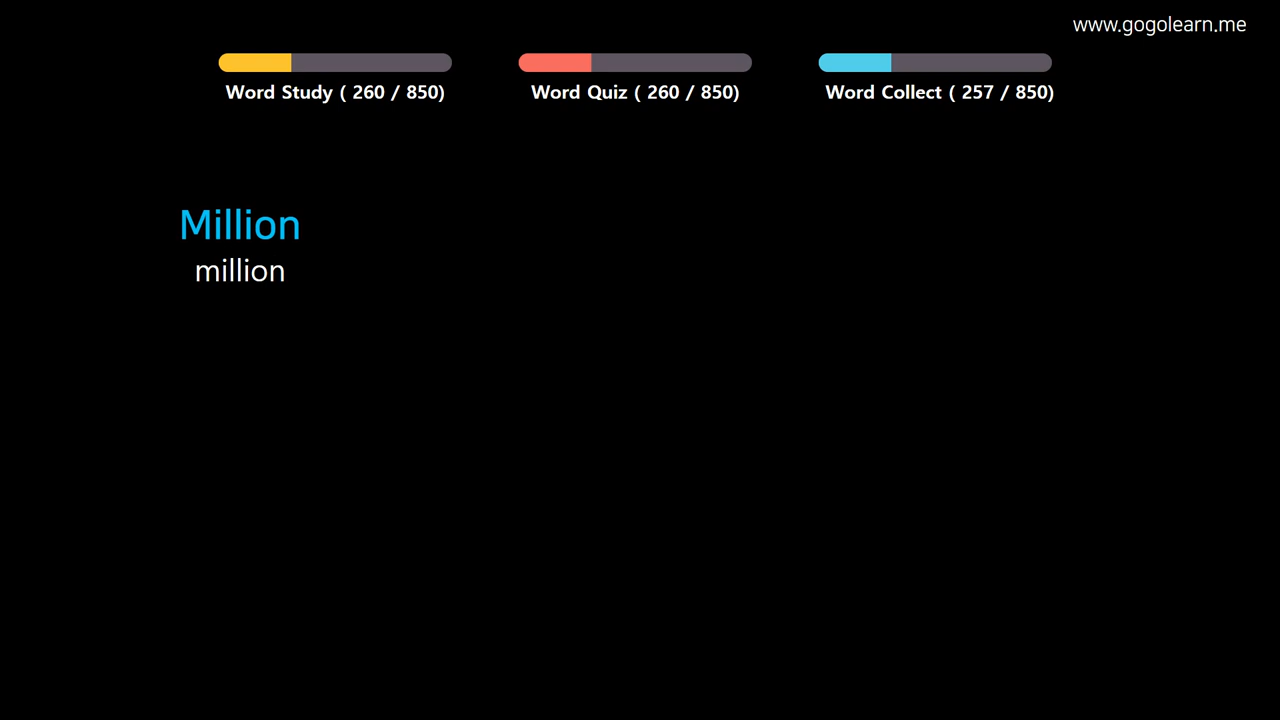 www.gogolearn.me
Word Study ( 260 / 850)
Word Quiz ( 260 / 850)
Word Collect ( 257 / 850)
Million
million